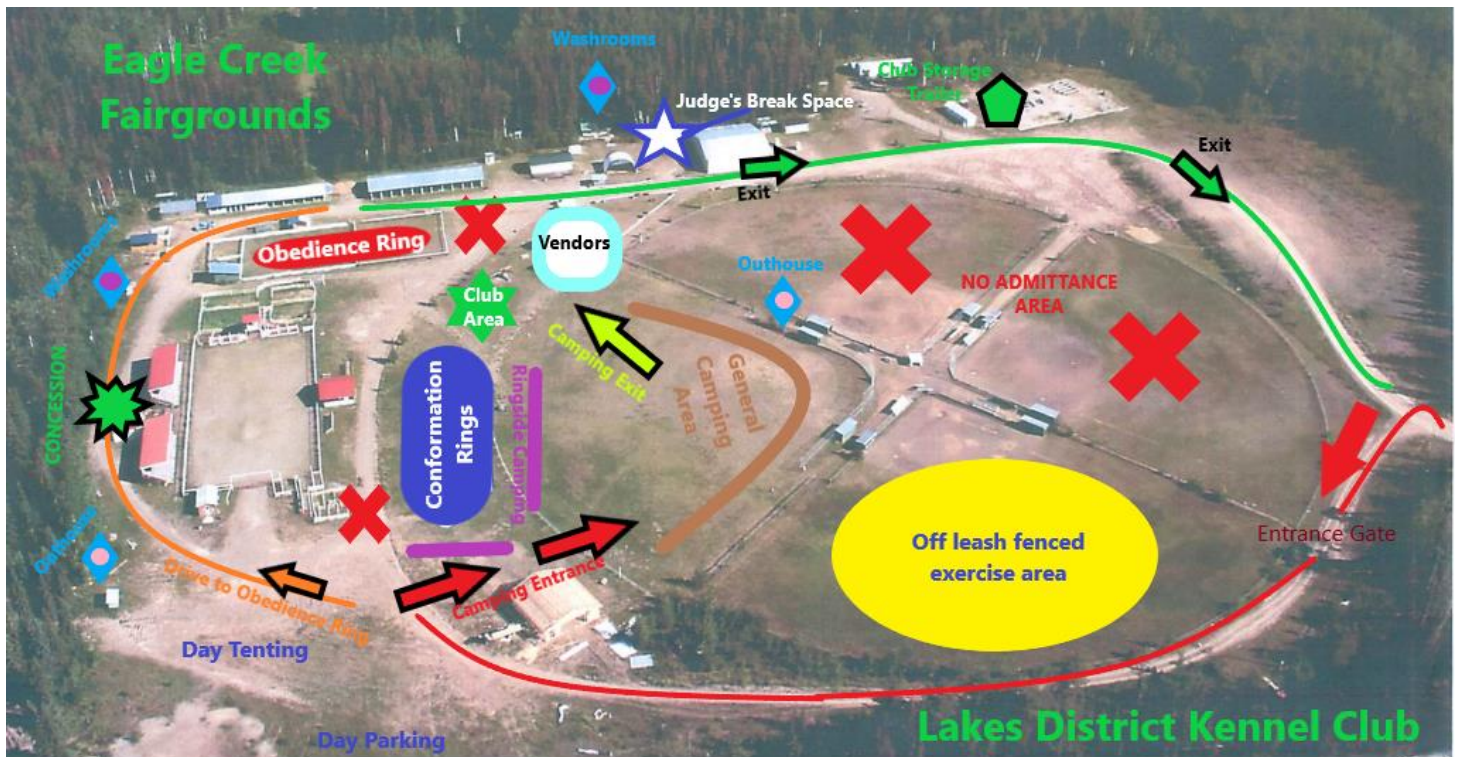 Eagle Creek
Fairgrounds
Washrooms
Club Storage
Trailer
Judge's Break Space
Exit
Exit
Washrooms
Obedience Ring
Vendors
Outhouse
NO ADMITTANCE
AREA
Club
Area
Camping Exit
General
Camping
Area
CONCESSION
Conformation
Rings
Ringside Camping
Off leash fenced
exercise area
Entrance Gate
Outhouse
Drive to Obedience Ring
Camping Entrance
Day Tenting
Day Parking
Lakes District Kennel Club